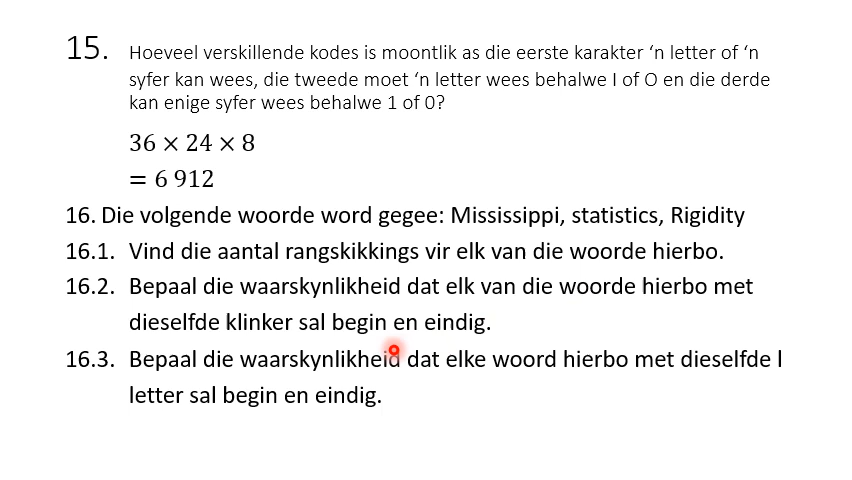 15. Hoeveel verskillende kodes is moontlik as die eerste karakter ‘n letter of ‘n
syfer kan wees, die tweede moet ‘n letter wees behalwe I of O en die derde
kan enige syfer wees behalwe 1 of 0?
36 × 24 × 8
= 6 912
16. Die volgende woorde word gegee: Mississippi, statistics, Rigidity
16.1. Vind die aantal rangskikkings vir elk van die woorde hierbo.
16.2. Bepaal die waarskynlikheid dat elk van die woorde hierbo met
dieselfde klinker sal begin en eindig.
16.3. Bepaal die waarskynlikheid dat elke woord hierbo met dieselfde l
letter sal begin en eindig.